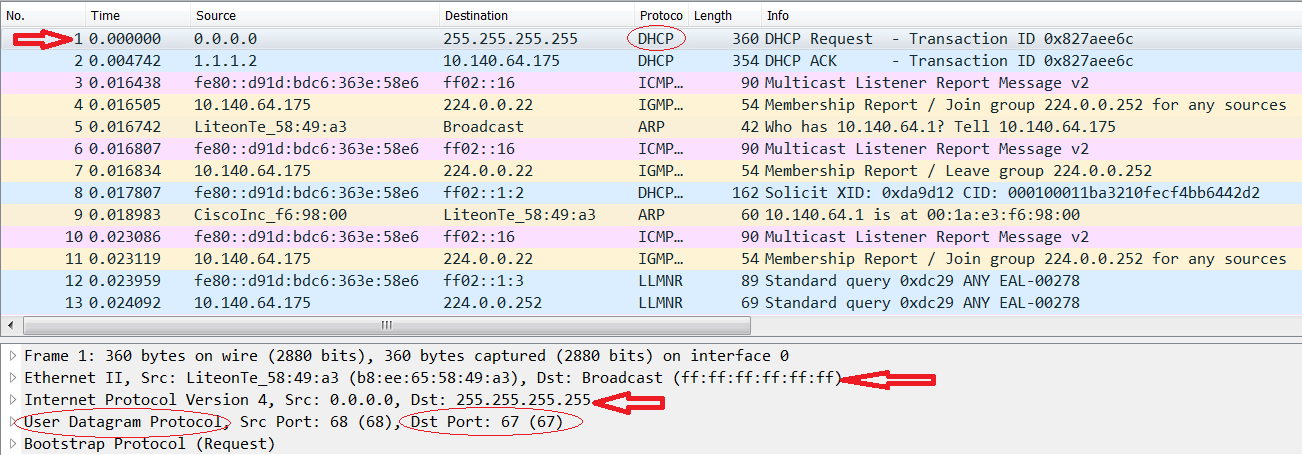 No. Time Source Destination Protoco Length Info
1 0.000000 0.0.0.0 255.255.255.255 DHCP 360 DHCP Request - Transaction ID 0x827aee6c
2 0.004742 1.1.1.2 10.140.64.175 DHCP 354 DHCP ACK - Transaction ID 0x827aee6c
3 0.016438 fe80::d91d:bdc6:363e:58e6 ff02::16 ICMP… 90 Multicast Listener Report Message v2
4 0.016505 10.140.64.175 224.0.0.22 IGMP… 54 Membership Report / Join group 224.0.0.252 for any sources
5 0.016742 LiteonTe_58:49:a3 Broadcast ARP 42 Who has 10.140.64.1? Tell 10.140.64.175
6 0.016807 fe80::d91d:bdc6:363e:58e6 ff02::16 ICMP… 90 Multicast Listener Report Message v2
7 0.016834 10.140.64.175 224.0.0.22 IGMP… 54 Membership Report / Leave group 224.0.0.252
8 0.017807 fe80::d91d:bdc6:363e:58e6 ff02::1:2 DHCP… 162 Solicit XID: 0xda9d12 CID: 000100011ba3210fecf4bb6442d2
9 0.018983 CiscoInc_f6:98:00 LiteonTe_58:49:a3 ARP 60 10.140.64.1 is at 00:1a:e3:f6:98:00
10 0.023086 fe80::d91d:bdc6:363e:58e6 ff02::16 ICMP… 90 Multicast Listener Report Message v2
11 0.023119 10.140.64.175 224.0.0.22 IGMP… 54 Membership Report / Join group 224.0.0.252 for any sources
12 0.023959 fe80::d91d:bdc6:363e:58e6 ff02::1:3 LLMNR 89 Standard query 0xdc29 ANY EAL-00278
13 0.024092 10.140.64.175 224.0.0.252 LLMNR 69 Standard query 0xdc29 ANY EAL-00278
Frame 1: 360 bytes on wire (2880 bits), 360 bytes captured (2880 bits) on interface 0
Ethernet II, Src: LiteonTe_58:49:a3 (b8:ee:65:58:49:a3), Dst: Broadcast (ff:ff:ff:ff:ff:ff)
Internet Protocol Version 4, Src: 0.0.0.0, Dst: 255.255.255.255
User Datagram Protocol, Src Port: 68 (68), Dst Port: 67 (67)
Bootstrap Protocol (Request)